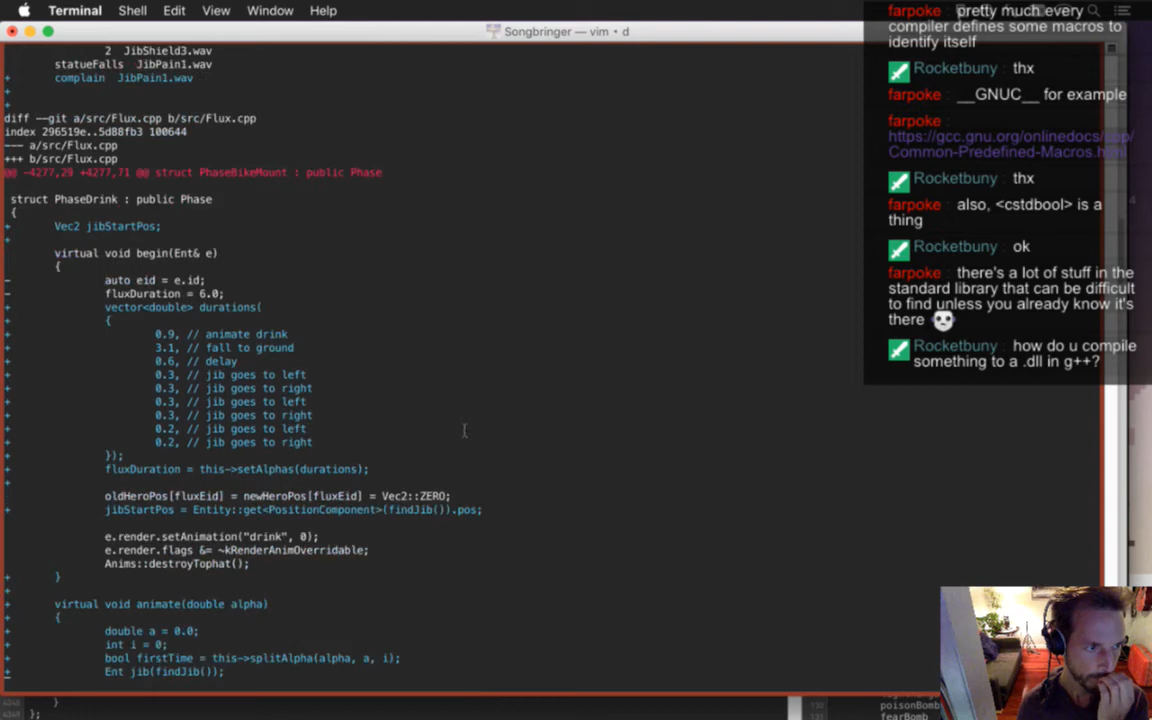 Terminal Shell Edit View Window Help
Songbringer — vim • d
2 JibShield3.wav
statueFalls JibPain1.wav
+ complain JibPain1.wav
+
+
diff --git a/src/Flux.cpp b/src/Flux.cpp
index 296519e..5d88fb3 100644
--- a/src/Flux.cpp
+++ b/src/Flux.cpp
@@ -4277,29 +4277,71 @@ struct PhaseBikeMount : public Phase
struct PhaseDrink : public Phase
{
+ Vec2 jibStartPos;
+
virtual void begin(Ent& e)
{
- auto eid = e.id;
- fluxDuration = 6.0;
+ vector<double> durations(
+ {
+ 0.9, // animate drink
+ 3.1, // fall to ground
+ 0.6, // delay
+ 0.3, // jib goes to left
+ 0.3, // jib goes to right
+ 0.3, // jib goes to left
+ 0.3, // jib goes to right
+ 0.2, // jib goes to left
+ 0.2, // jib goes to right
+ });
+ fluxDuration = this->setAlphas(durations);
+
oldHeroPos[fluxEid] = newHeroPos[fluxEid] = Vec2::ZERO;
+ jibStartPos = Entity::get<PositionComponent>(findJib()).pos;
e.render.setAnimation("drink", 0);
e.render.flags &= ~kRenderAnimOverridable;
Anims::destroyTophat();
+ }
+
+ virtual void animate(double alpha)
+ {
+ double a = 0.0;
+ int i = 0;
+ bool firstTime = this->splitAlpha(alpha, a, i);
+ Ent jib(findJib());
farpoke : pretty much every
compiler defines some macros to
identify itself
Rocketbuny : thx
farpoke : __GNUC__ for example
farpoke :
https://gcc.gnu.org/onlinedocs/cpp/
Common-Predefined-Macros.html
Rocketbuny : thx
farpoke : also, <cstdbool> is a
thing
Rocketbuny : ok
farpoke : there's a lot of stuff in the
standard library that can be difficult
to find unless you already know it's
there
Rocketbuny : how do u compile
something to a .dll in g++?
};
poisonBomb
131 fearBomb